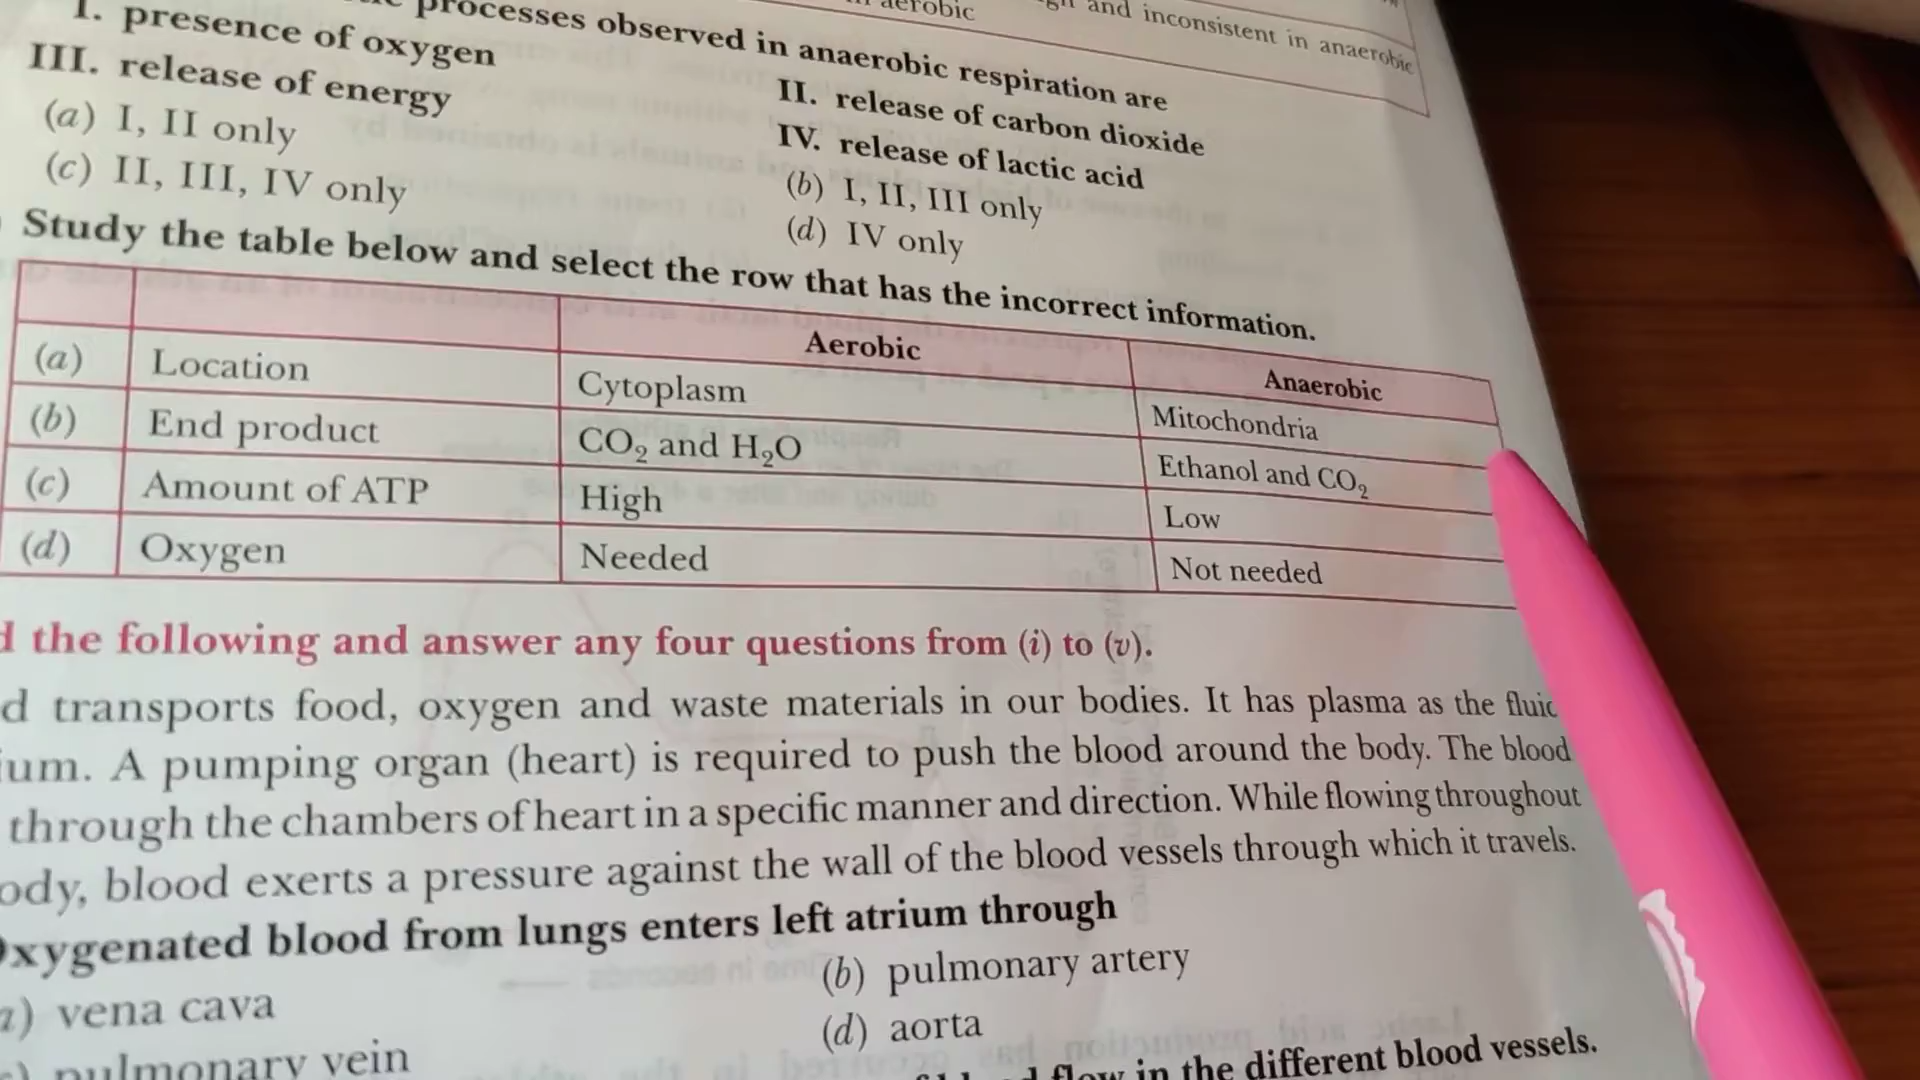 aerobic
and inconsistent in anaerobic
processes observed in anaerobic respiration are
I. presence of oxygen
II. release of carbon dioxide
III. release of energy
IV. release of lactic acid
(a) I, II only
(b) I, II, III only
(c) II, III, IV only
(d) IV only
Study the table below and select the row that has the incorrect information.
Aerobic Anaerobic
(a) Location Cytoplasm Mitochondria
(b) End product CO₂ and H₂O Ethanol and CO₂
(c) Amount of ATP High Low
(d) Oxygen Needed Not needed
the following and answer any four questions from (i) to (v).
transports food, oxygen and waste materials in our bodies. It has plasma as the
A pumping organ (heart) is required to push the blood around the body. The blood
through the chambers of heart in a specific manner and direction. While flowing throughout
blood exerts a pressure against the wall of the blood vessels through which it travels.
Oxygenated blood from lungs enters left atrium through
vena cava
(b) pulmonary artery
pulmonary vein
(d) aorta
flow in the different blood vessels.